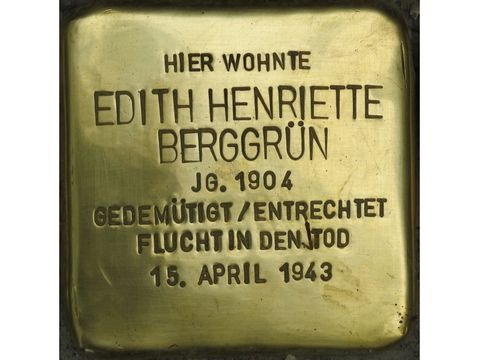 HIER WOHNTE
EDITH HENRIETTE
BERGGRÜN
JG. 1904
GEDEMÜTIGT / ENTRECHTET
FLUCHT IN DEN TOD
15. APRIL 1943